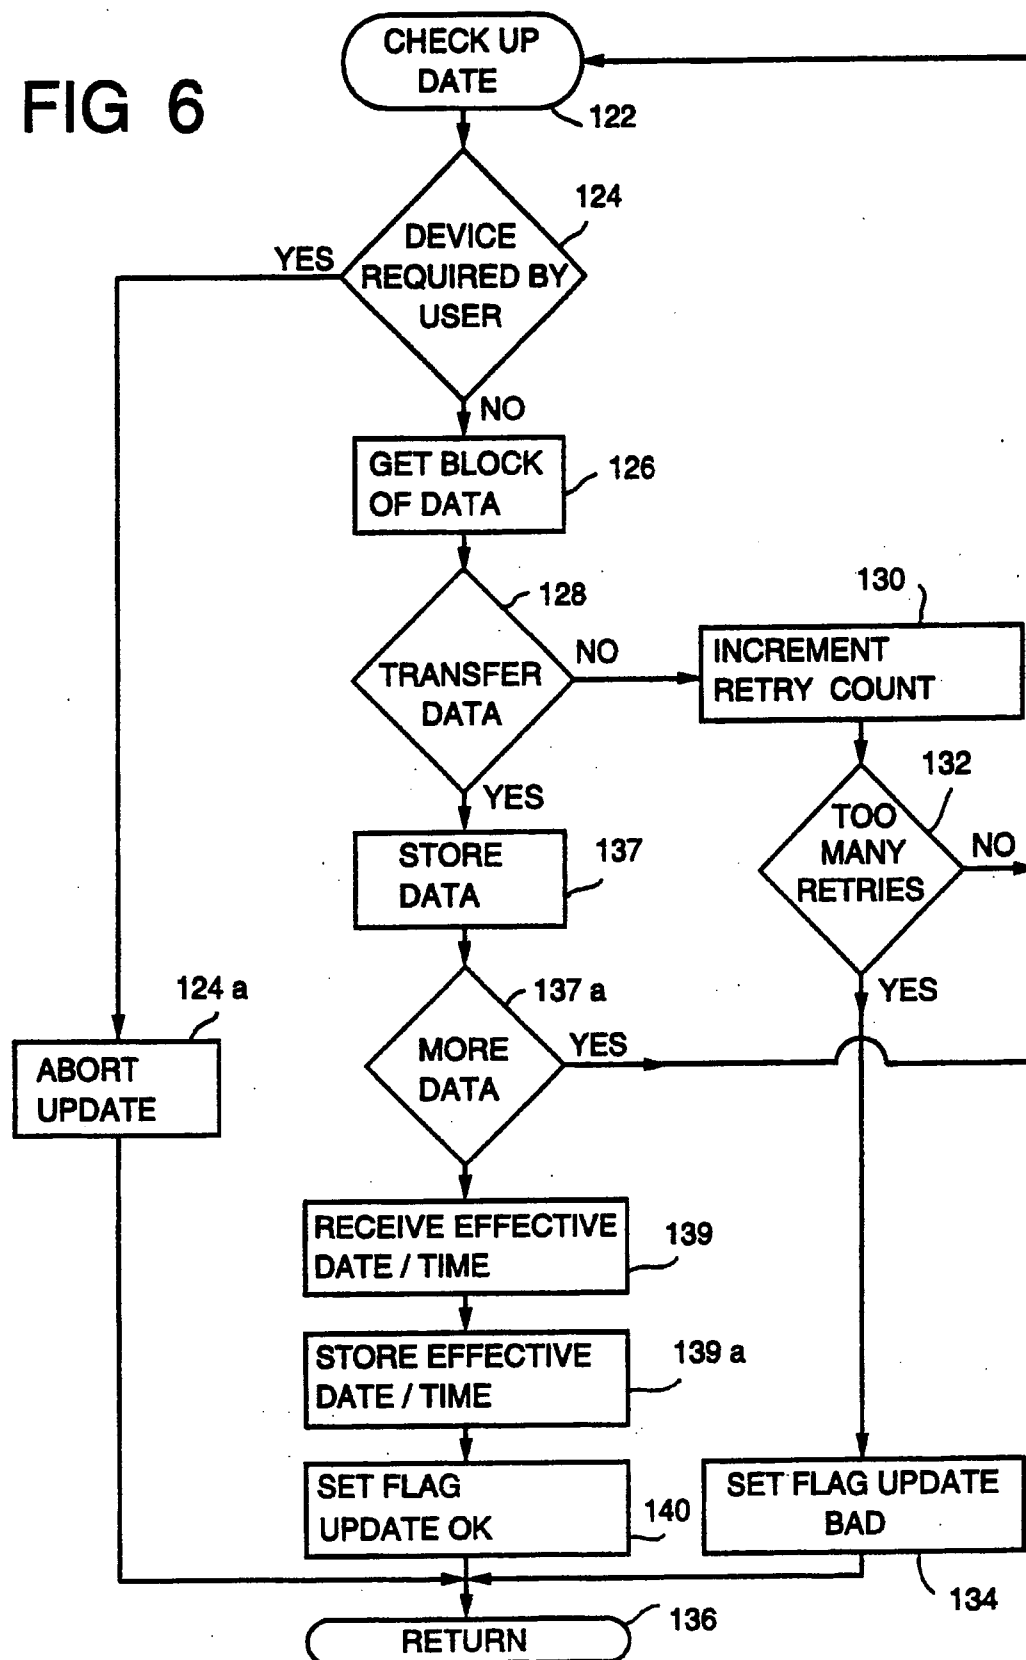 FIG 6
CHECK UP
DATE
122
124
DEVICE
REQUIRED BY
USER
YES
NO
GET BLOCK
OF DATA
126
128
TRANSFER
DATA
NO
YES
130
INCREMENT
RETRY COUNT
132
TOO
MANY
RETRIES
NO
YES
STORE
DATA
137
137 a
MORE
DATA
YES
124 a
ABORT
UPDATE
RECEIVE EFFECTIVE
DATE / TIME
139
STORE EFFECTIVE
DATE / TIME
139 a
SET FLAG
UPDATE OK
140
SET FLAG UPDATE
BAD
134
RETURN
136